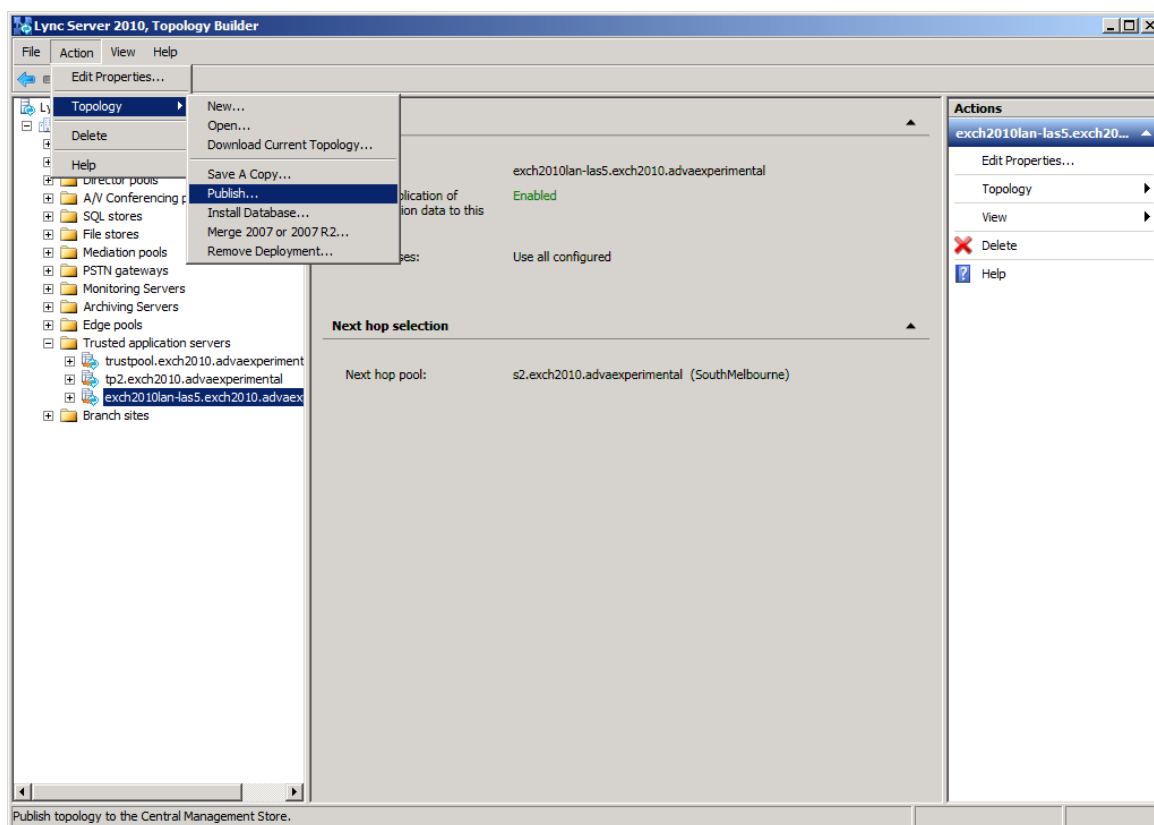 Lync Server 2010, Topology Builder
File Action View Help
Edit Properties...
Topology
Delete
Help
New...
Open...
Download Current Topology...
Save A Copy...
Publish...
Install Database...
Merge 2007 or 2007 R2...
Remove Deployment...
Ly
Director pools
A/V Conferencing p
SQL stores
File stores
Mediation pools
PSTN gateways
Monitoring Servers
Archiving Servers
Edge pools
Trusted application servers
trustpool.exch2010.advaexperiment
tp2.exch2010.advaexperimental
exch2010lan-las5.exch2010.advaex
Branch sites
exch2010lan-las5.exch2010.advaexperimental
plication of Enabled
ion data to this
ses: Use all configured
Next hop selection
Next hop pool: s2.exch2010.advaexperimental (SouthMelbourne)
Actions
exch2010lan-las5.exch20...
Edit Properties...
Topology
View
Delete
Help
Publish topology to the Central Management Store.